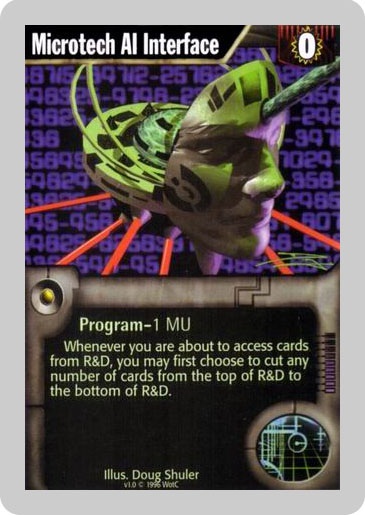 Microtech AI Interface
0
Program–1 MU
Whenever you are about to access cards
from R&D, you may first choose to cut any
number of cards from the top of R&D to
the bottom of R&D.
Illus. Doug Shuler
v1.0 © 1996 WotC